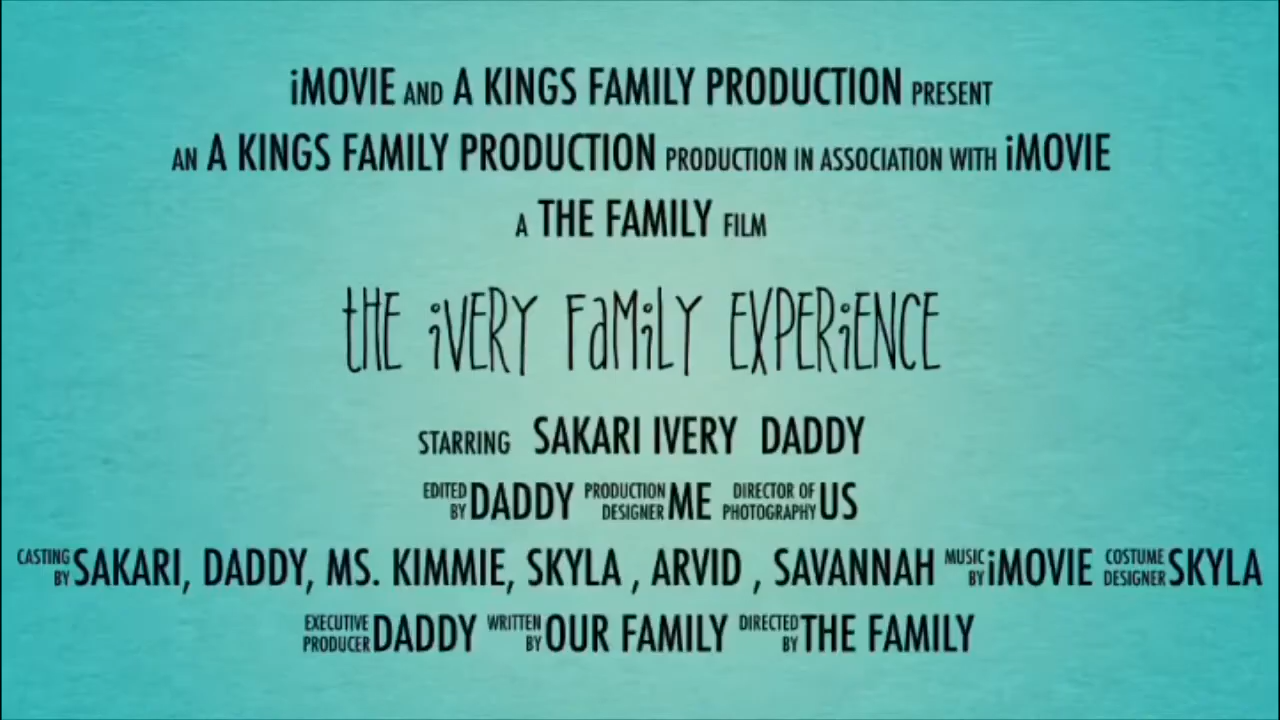 iMOVIE AND A KINGS FAMILY PRODUCTION PRESENT
AN A KINGS FAMILY PRODUCTION PRODUCTION IN ASSOCIATION WITH iMOVIE
A THE FAMILY FILM
tHE iVERY FaMiLY EXPERiENCE
STARRING SAKARI IVERY DADDY
EDITED BY DADDY PRODUCTION DESIGNER ME DIRECTOR OF PHOTOGRAPHY US
CASTING BY SAKARI, DADDY, MS. KIMMIE, SKYLA , ARVID , SAVANNAH MUSIC BY iMOVIE COSTUME DESIGNER SKYLA
EXECUTIVE PRODUCER DADDY WRITTEN BY OUR FAMILY DIRECTED BY THE FAMILY